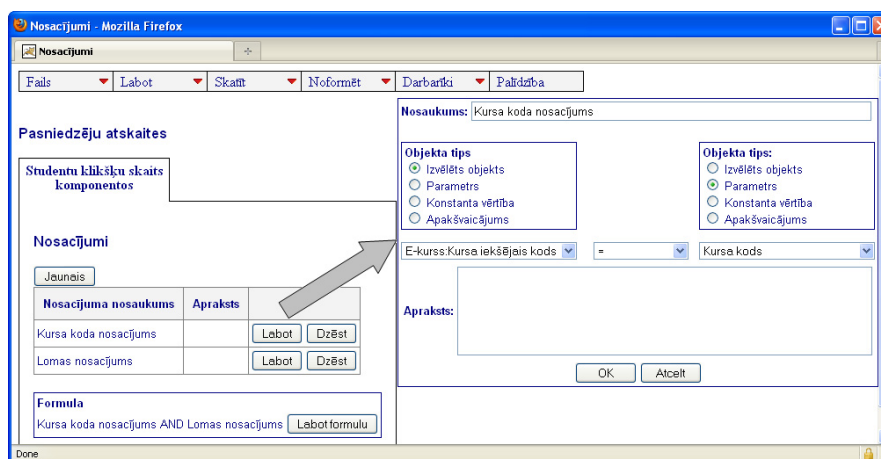 Nosacījumi - Mozilla Firefox
Nosacījumi
Fails Labot Skatīt Noformēt Darbarīki Palīdzība
Pasniedzēju atskaites
Studentu klikšķu skaits
komponentos
Nosacījumi
Jaunais
Nosacījuma nosaukums Apraksts
Kursa koda nosacījums Labot Dzēst
Lomas nosacījums Labot Dzēst
Formula
Kursa koda nosacījums AND Lomas nosacījums Labot formulu
Nosaukums: Kursa koda nosacījums
Objekta tips
Izvēlēts objekts
Parametrs
Konstanta vērtība
Apakšvaicājums
Objekta tips:
Izvēlēts objekts
Parametrs
Konstanta vērtība
Apakšvaicājums
E-kurss:Kursa iekšējais kods = Kursa kods
Apraksts:
OK Atcelt
Done